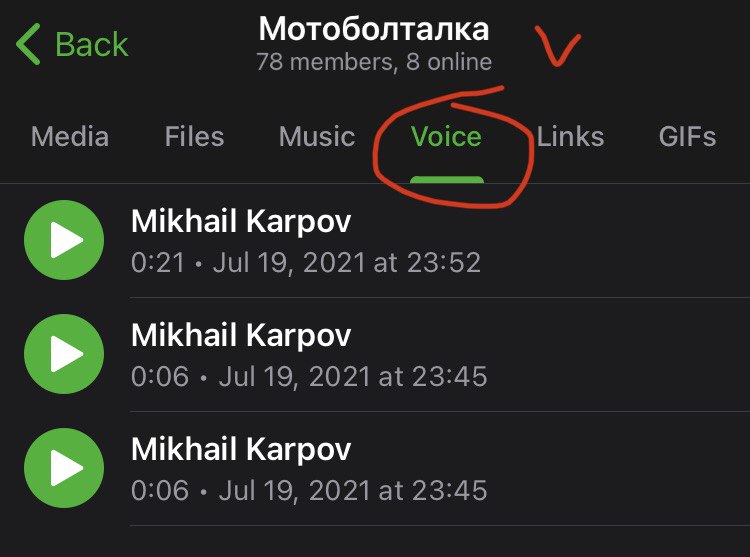 Back
Мотоболталка
78 members, 8 online
Media Files Music Voice Links GIFs
Mikhail Karpov
0:21 • Jul 19, 2021 at 23:52
Mikhail Karpov
0:06 • Jul 19, 2021 at 23:45
Mikhail Karpov
0:06 • Jul 19, 2021 at 23:45